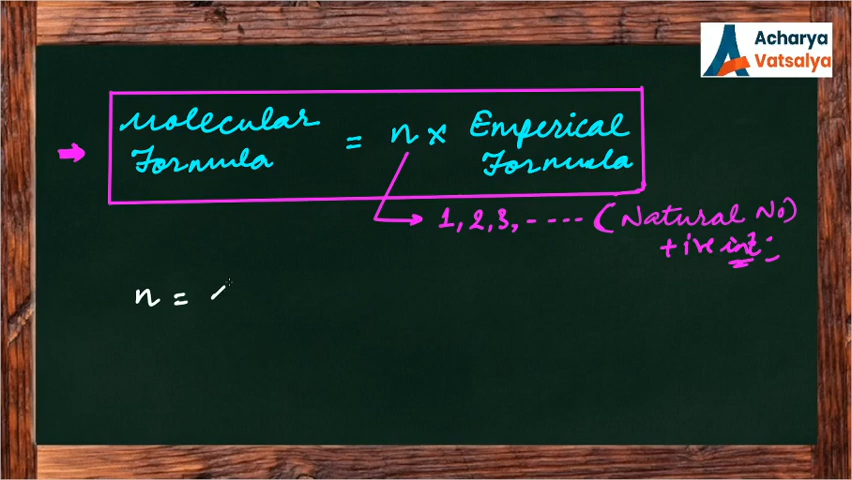 Acharya
Vatsalya
Molecular Formula = n × Emperical Formula
1, 2, 3, ----- (Natural No)
+ive int:
n =